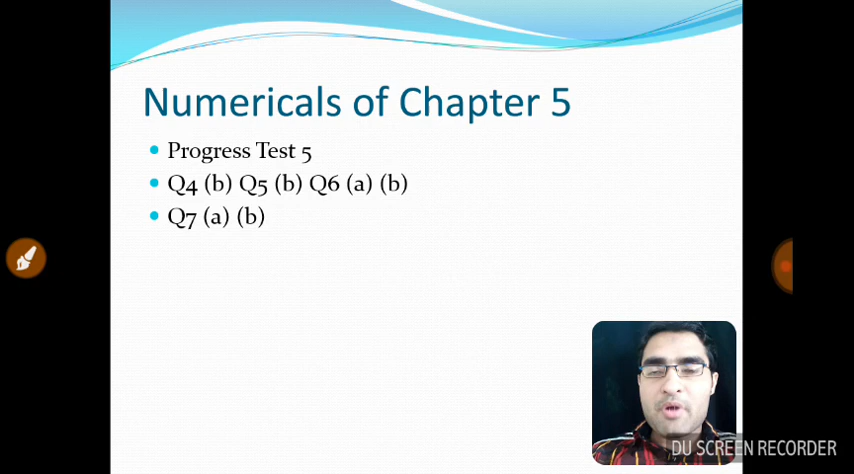 Numericals of Chapter 5
Progress Test 5
Q4 (b) Q5 (b) Q6 (a) (b)
Q7 (a) (b)
DU SCREEN RECORDER